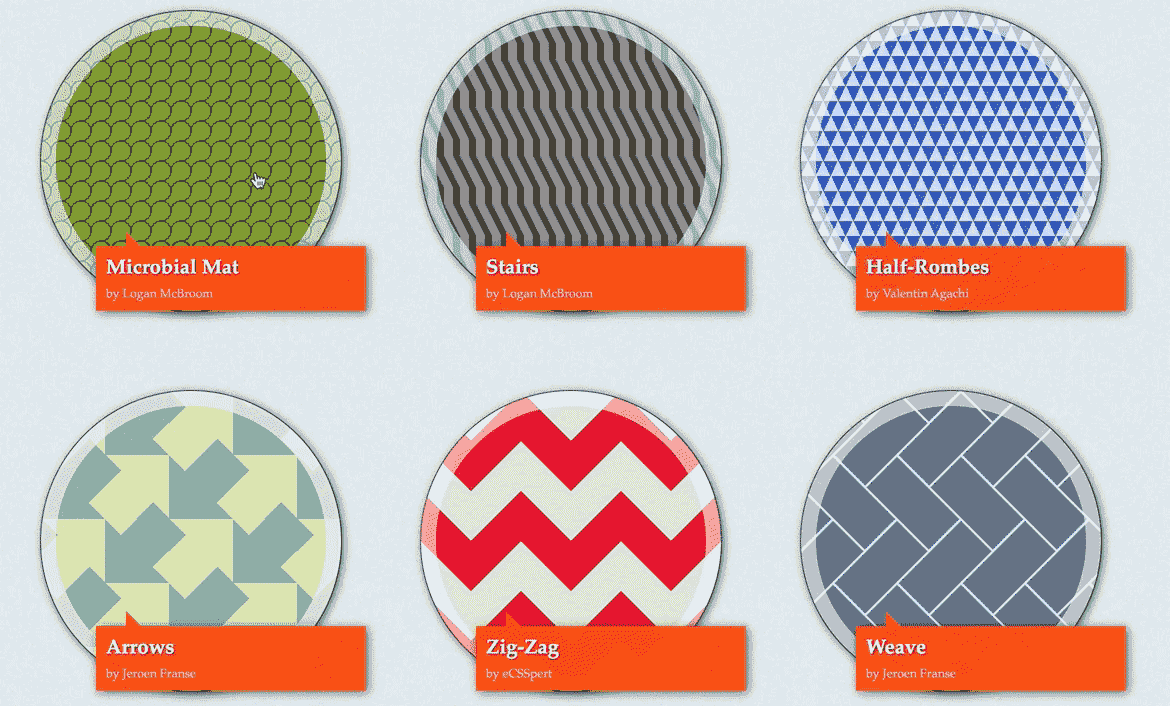 Microbial Mat
by Logan McBroom
Stairs
by Logan McBroom
Half-Rombes
by Valentin Agachi
Arrows
by Jeroen Franse
Zig-Zag
by eCSSpert
Weave
by Jeroen Franse